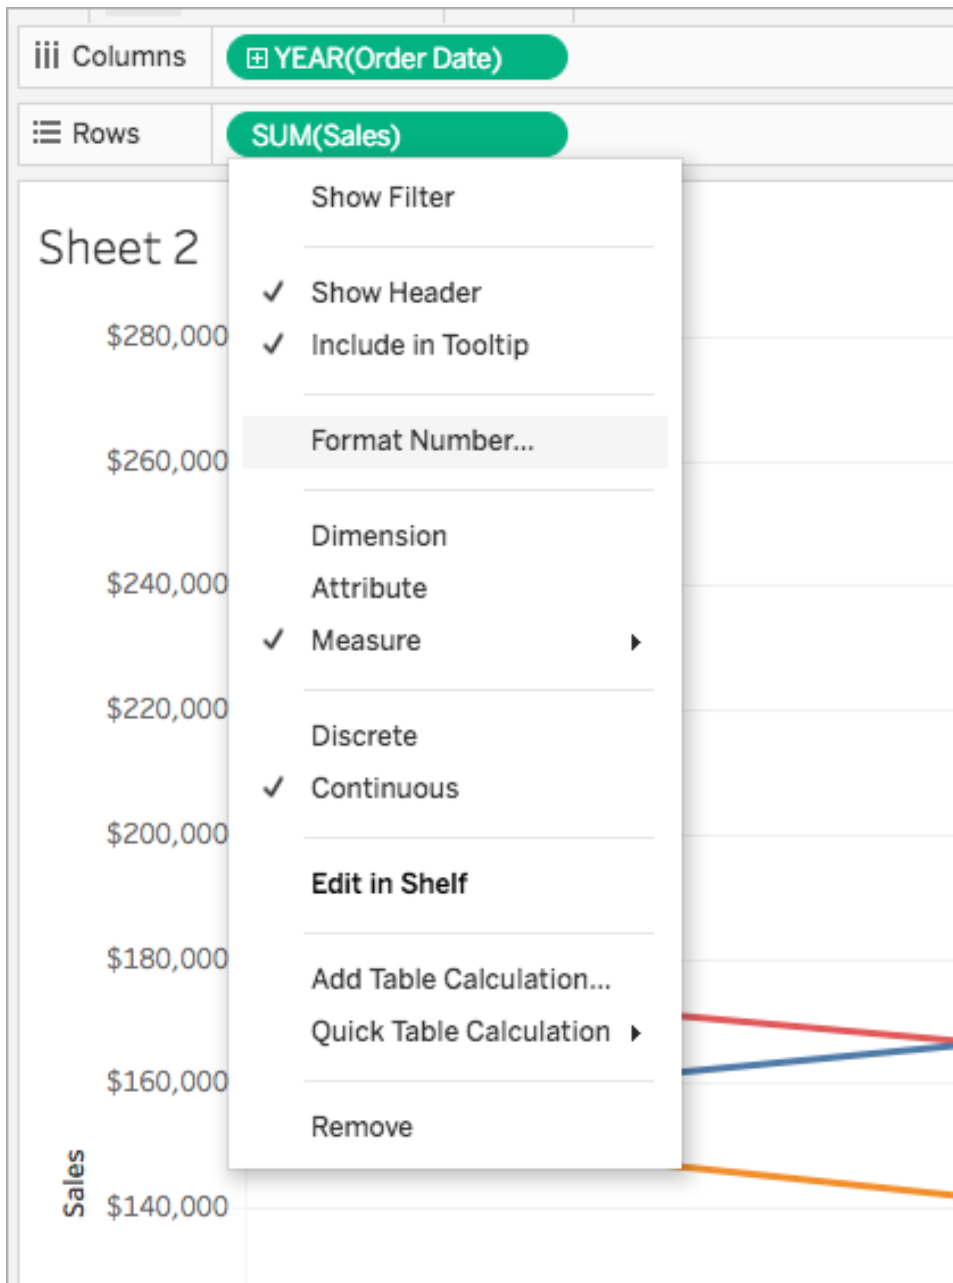 Columns
YEAR(Order Date)
Rows
SUM(Sales)
Show Filter
Sheet 2
Show Header
$280,000
Include in Tooltip
Format Number...
$260,000
Dimension
$240,000
Attribute
Measure
$220,000
Discrete
Continuous
$200,000
Edit in Shelf
$180,000
Add Table Calculation...
Quick Table Calculation
$160,000
Remove
Sales
$140,000